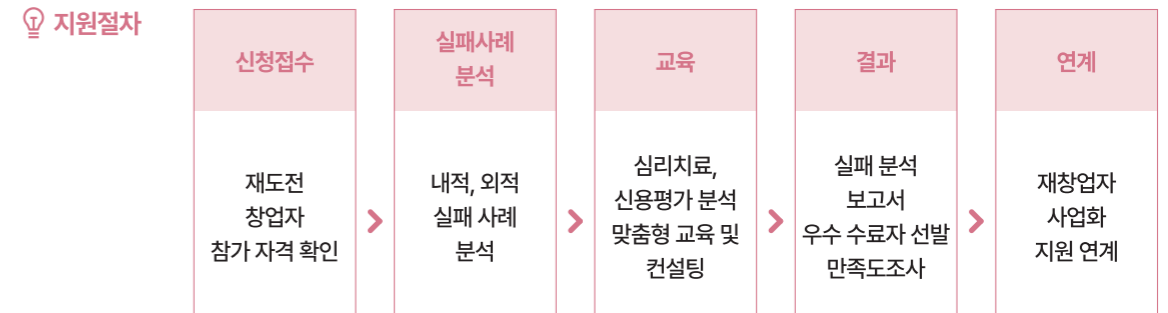 지원절차
신청접수
재도전
창업자
참가 자격 확인
실패사례
분석
내적, 외적
실패 사례
분석
교육
심리치료,
신용평가 분석
맞춤형 교육 및
컨설팅
결과
실패 분석
보고서
우수 수료자 선발
만족도조사
연계
재창업자
사업화
지원 연계